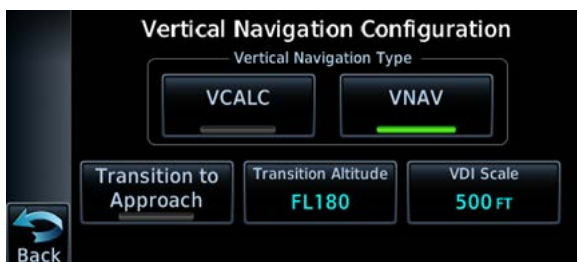 Vertical Navigation Configuration
Vertical Navigation Type
VCALC
VNAV
Transition to
Approach
Transition Altitude
FL180
VDI Scale
500 FT
Back